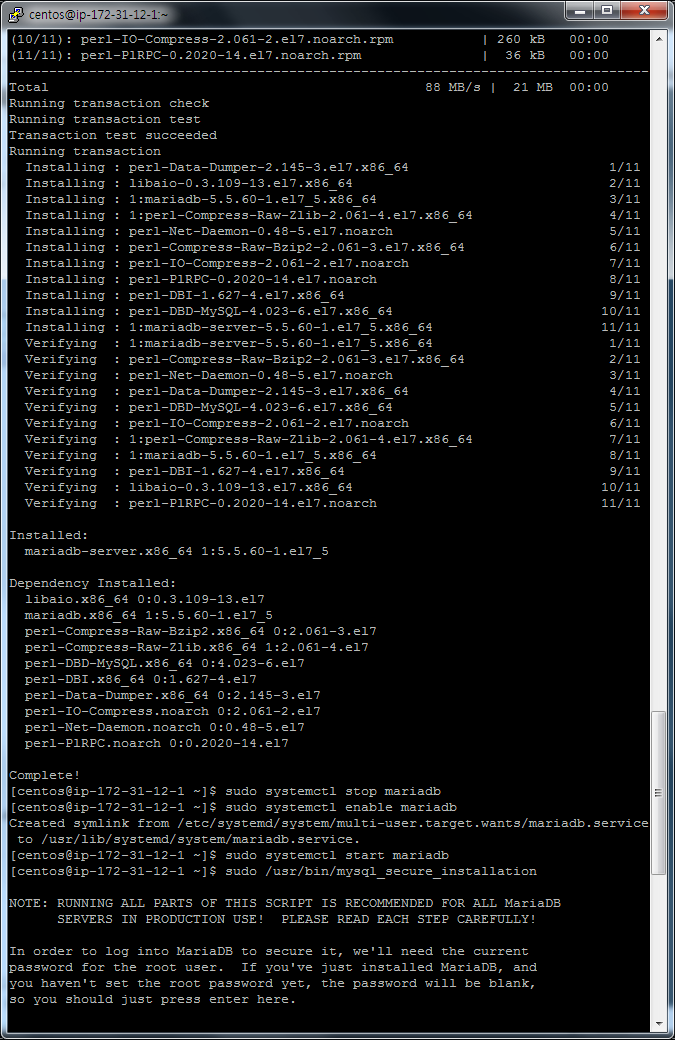 centos@ip-172-31-12-1:~
(10/11): perl-IO-Compress-2.061-2.el7.noarch.rpm | 260 kB 00:00
(11/11): perl-PlRPC-0.2020-14.el7.noarch.rpm | 36 kB 00:00
--------------------------------------------------------------------------------
Total 88 MB/s | 21 MB 00:00
Running transaction check
Running transaction test
Transaction test succeeded
Running transaction
Installing : perl-Data-Dumper-2.145-3.el7.x86_64 1/11
Installing : libaio-0.3.109-13.el7.x86_64 2/11
Installing : 1:mariadb-5.5.60-1.el7_5.x86_64 3/11
Installing : 1:perl-Compress-Raw-Zlib-2.061-4.el7.x86_64 4/11
Installing : perl-Net-Daemon-0.48-5.el7.noarch 5/11
Installing : perl-Compress-Raw-Bzip2-2.061-3.el7.x86_64 6/11
Installing : perl-IO-Compress-2.061-2.el7.noarch 7/11
Installing : perl-PlRPC-0.2020-14.el7.noarch 8/11
Installing : perl-DBI-1.627-4.el7.x86_64 9/11
Installing : perl-DBD-MySQL-4.023-6.el7.x86_64 10/11
Installing : 1:mariadb-server-5.5.60-1.el7_5.x86_64 11/11
Verifying : 1:mariadb-server-5.5.60-1.el7_5.x86_64 1/11
Verifying : perl-Compress-Raw-Bzip2-2.061-3.el7.x86_64 2/11
Verifying : perl-Net-Daemon-0.48-5.el7.noarch 3/11
Verifying : perl-Data-Dumper-2.145-3.el7.x86_64 4/11
Verifying : perl-DBD-MySQL-4.023-6.el7.x86_64 5/11
Verifying : perl-IO-Compress-2.061-2.el7.noarch 6/11
Verifying : 1:perl-Compress-Raw-Zlib-2.061-4.el7.x86_64 7/11
Verifying : 1:mariadb-5.5.60-1.el7_5.x86_64 8/11
Verifying : perl-DBI-1.627-4.el7.x86_64 9/11
Verifying : libaio-0.3.109-13.el7.x86_64 10/11
Verifying : perl-PlRPC-0.2020-14.el7.noarch 11/11
Installed:
mariadb-server.x86_64 1:5.5.60-1.el7_5
Dependency Installed:
libaio.x86_64 0:0.3.109-13.el7
mariadb.x86_64 1:5.5.60-1.el7_5
perl-Compress-Raw-Bzip2.x86_64 0:2.061-3.el7
perl-Compress-Raw-Zlib.x86_64 1:2.061-4.el7
perl-DBD-MySQL.x86_64 0:4.023-6.el7
perl-DBI.x86_64 0:1.627-4.el7
perl-Data-Dumper.x86_64 0:2.145-3.el7
perl-IO-Compress.noarch 0:2.061-2.el7
perl-Net-Daemon.noarch 0:0.48-5.el7
perl-PlRPC.noarch 0:0.2020-14.el7
Complete!
[centos@ip-172-31-12-1 ~]$ sudo systemctl stop mariadb
[centos@ip-172-31-12-1 ~]$ sudo systemctl enable mariadb
Created symlink from /etc/systemd/system/multi-user.target.wants/mariadb.service
to /usr/lib/systemd/system/mariadb.service.
[centos@ip-172-31-12-1 ~]$ sudo systemctl start mariadb
[centos@ip-172-31-12-1 ~]$ sudo /usr/bin/mysql_secure_installation
NOTE: RUNNING ALL PARTS OF THIS SCRIPT IS RECOMMENDED FOR ALL MariaDB
SERVERS IN PRODUCTION USE! PLEASE READ EACH STEP CAREFULLY!
In order to log into MariaDB to secure it, we'll need the current
password for the root user. If you've just installed MariaDB, and
you haven't set the root password yet, the password will be blank,
so you should just press enter here.